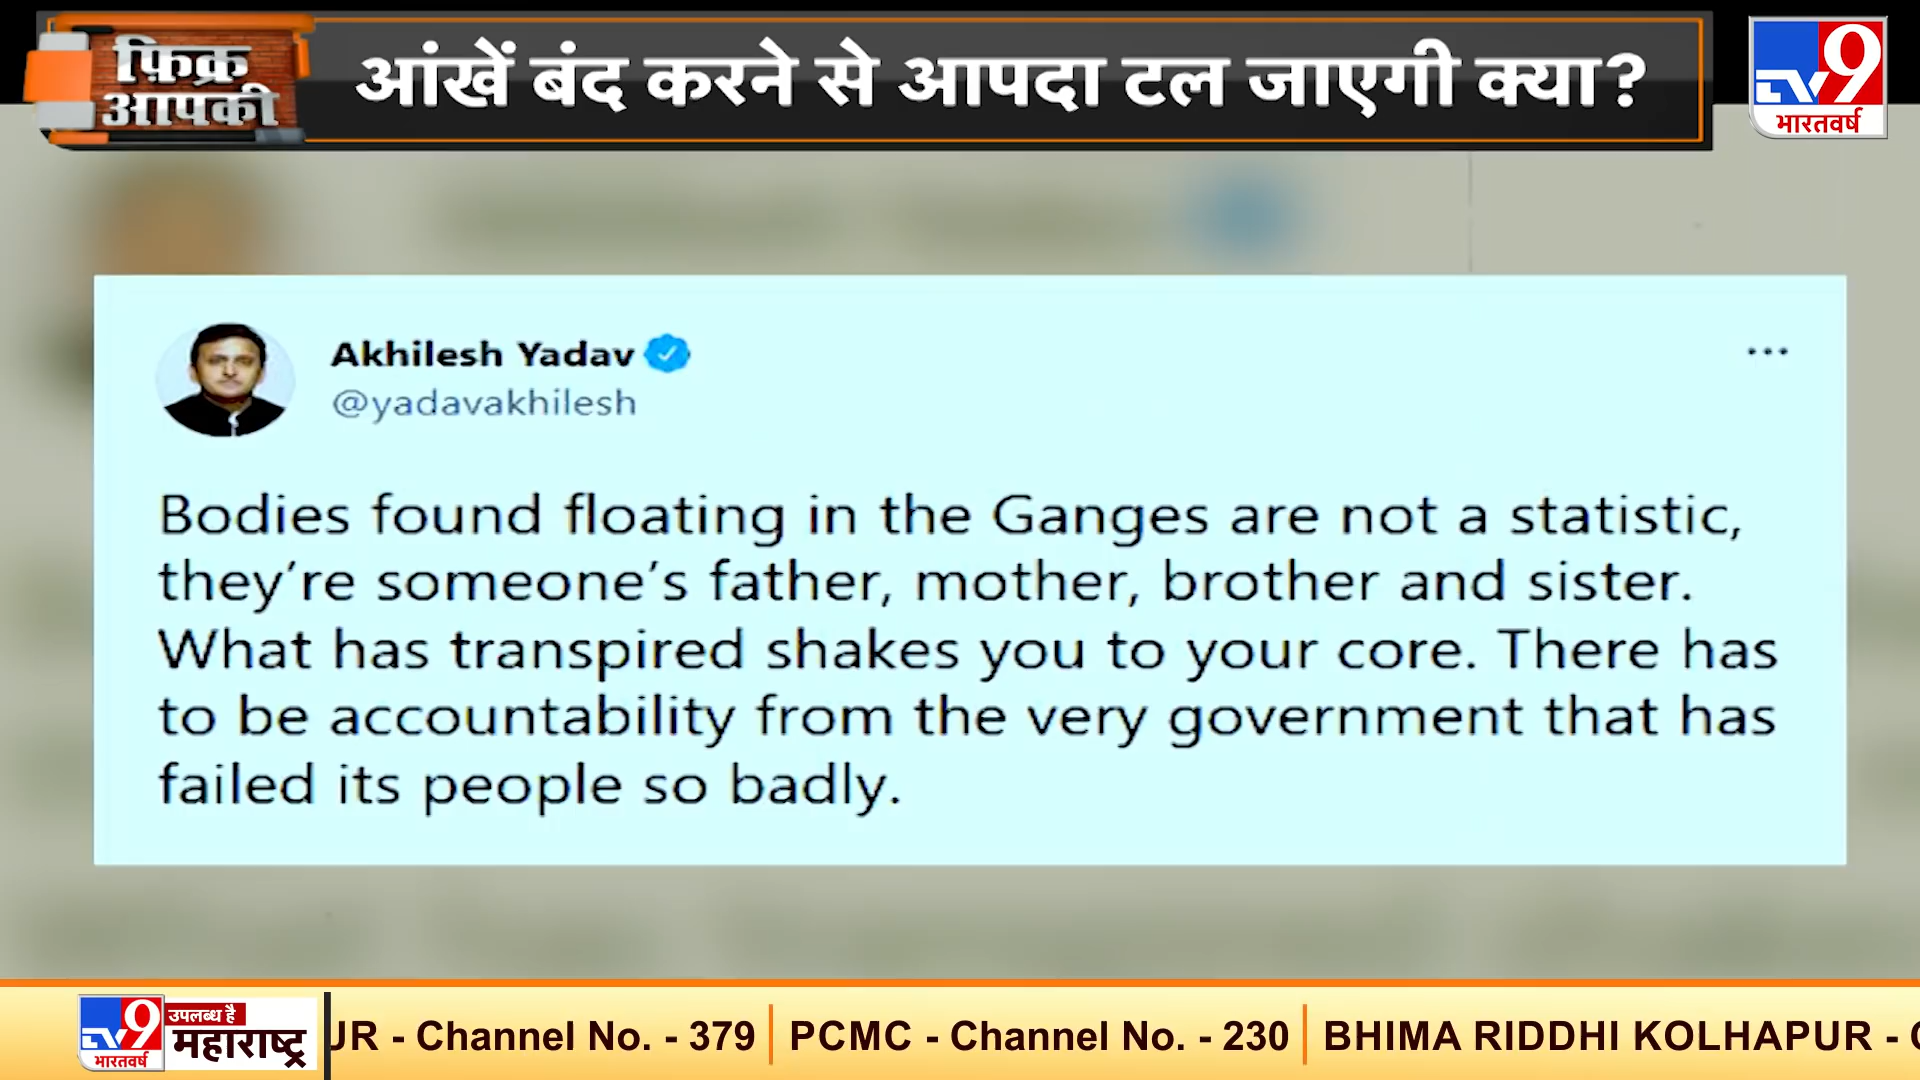 फ़िक्र
आपकी
आंखें बंद करने से आपदा टल जाएगी क्या?
TV9
भारतवर्ष
Akhilesh Yadav
@yadavakhilesh
Bodies found floating in the Ganges are not a statistic,
they're someone's father, mother, brother and sister.
What has transpired shakes you to your core. There has
to be accountability from the very government that has
failed its people so badly.
TV9
भारतवर्ष
उपलब्ध है
महाराष्ट्र
UR - Channel No. - 379 | PCMC - Channel No. - 230 | BHIMA RIDDHI KOLHAPUR -